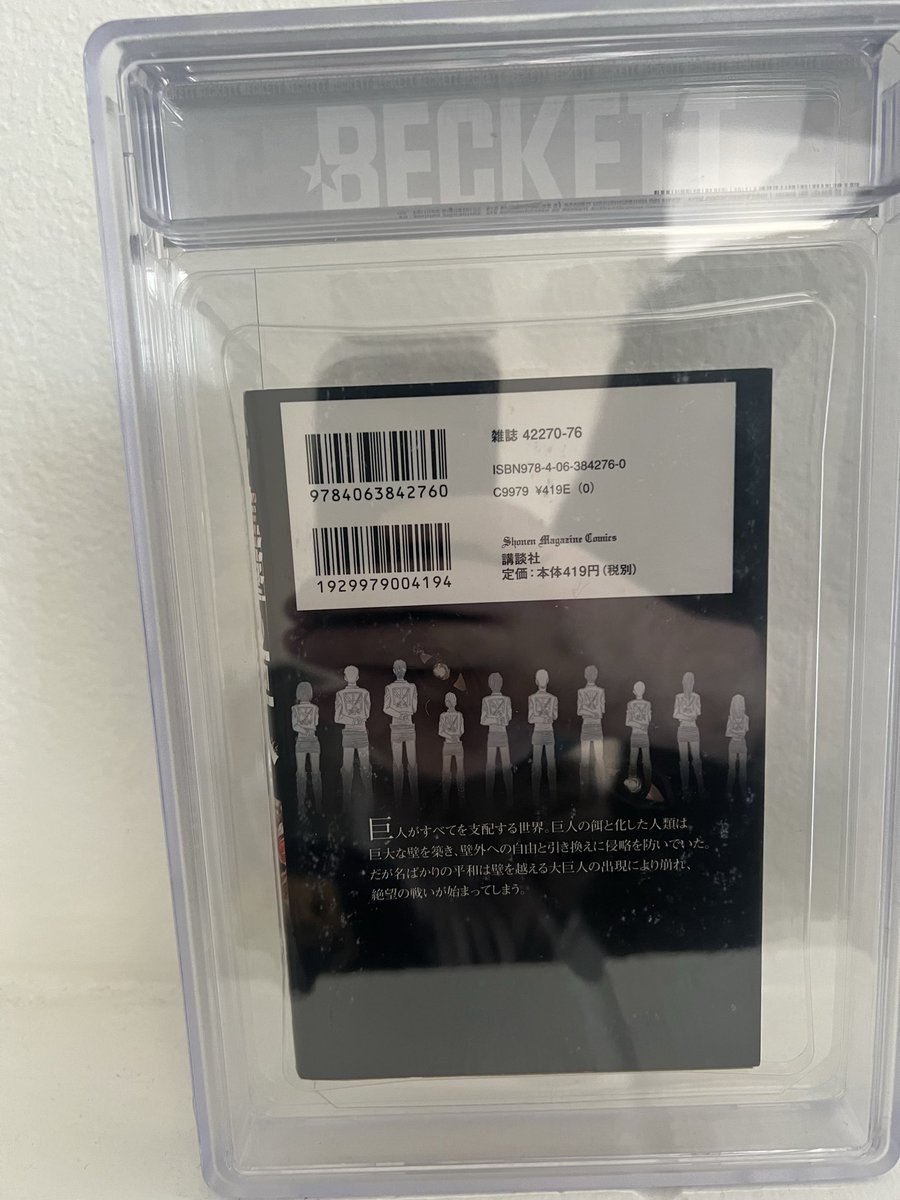 BECKETT
9784063842760
1929979004194
雑誌 42270-76
ISBN978-4-06-384276-0
C9979 ¥419E (0)
Shonen Magazine Comics
講談社
定価:本体419円(税別)
巨人がすべてを支配する世界。巨人の餌と化した人類は
巨大な壁を築き、壁外への自由と引き換えに侵略を防いでいた。
だが名ばかりの平和は壁を越える大巨人の出現により崩れ、
絶望の戦いが始まってしまう。